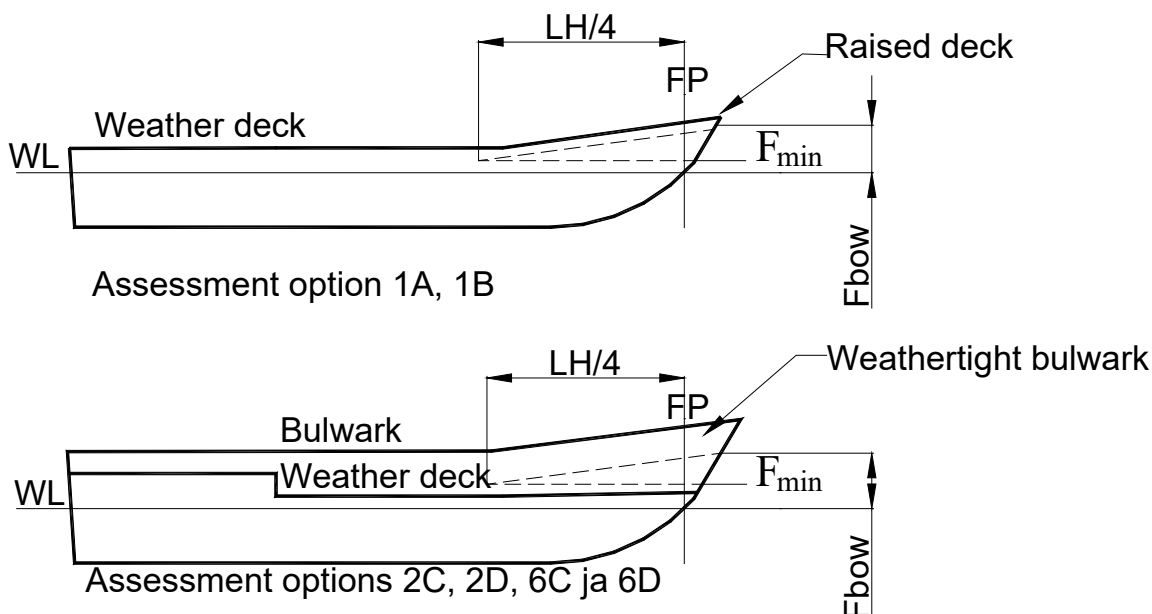 LH/4
Raised deck
FP
Weather deck
WL
Fmin
Fbow
Assessment option 1A, 1B
LH/4
Weathertight bulwark
FP
Bulwark
Weather deck
Fmin
WL
Fbow
Assessment options 2C, 2D, 6C ja 6D